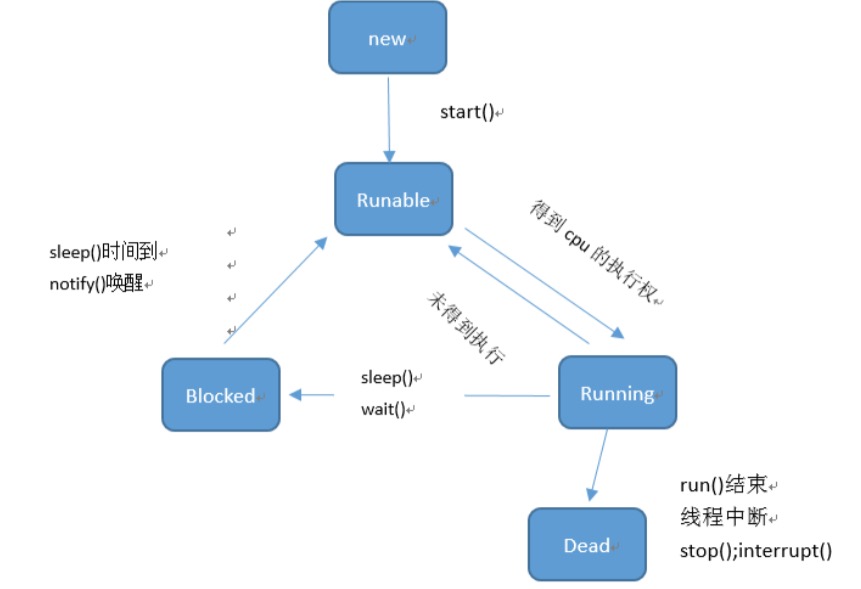 new
start()
Runable
得到 cpu 的执行权
sleep()时间到
notify()唤醒
未得到执行
Blocked
sleep()
wait()
Running
run()结束
线程中断
stop();interrupt()
Dead